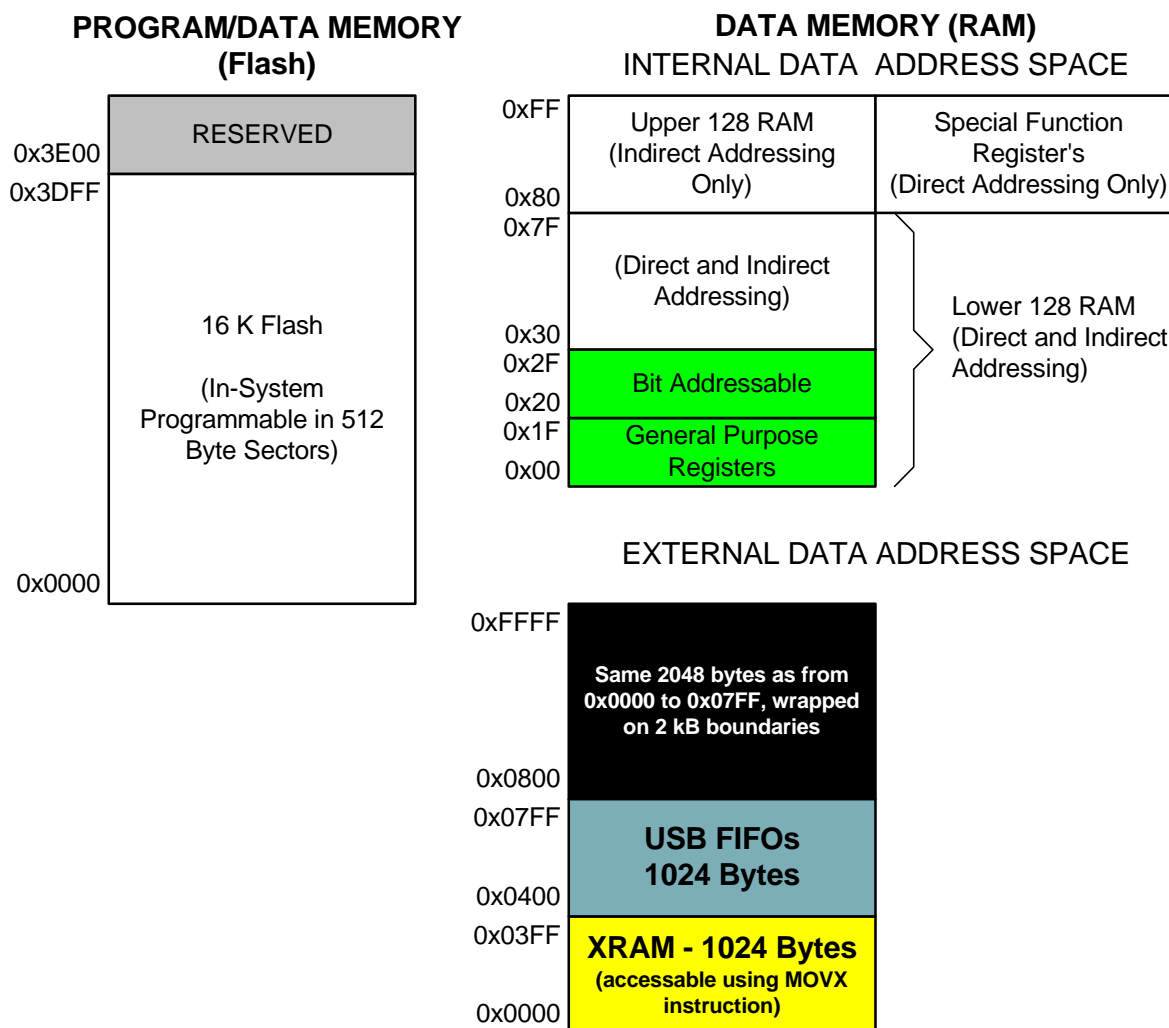 PROGRAM/DATA MEMORY
(Flash)
RESERVED
0x3E00
0x3DFF
16 K Flash
(In-System
Programmable in 512
Byte Sectors)
0x0000
DATA MEMORY (RAM)
INTERNAL DATA ADDRESS SPACE
0xFF
Upper 128 RAM
(Indirect Addressing
Only)
0x80
Special Function
Register's
(Direct Addressing Only)
0x7F
(Direct and Indirect
Addressing)
0x30
0x2F
Bit Addressable
0x20
0x1F
General Purpose
Registers
0x00
Lower 128 RAM
(Direct and Indirect
Addressing)
EXTERNAL DATA ADDRESS SPACE
0xFFFF
Same 2048 bytes as from
0x0000 to 0x07FF, wrapped
on 2 kB boundaries
0x0800
0x07FF
USB FIFOs
1024 Bytes
0x0400
0x03FF
XRAM - 1024 Bytes
(accessable using MOVX
instruction)
0x0000